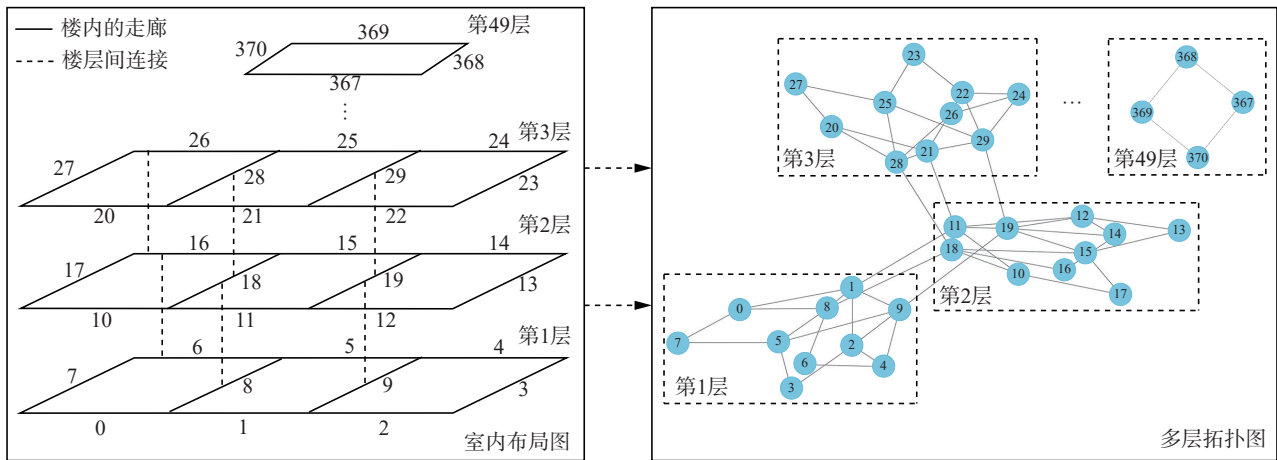 楼内的走廊
楼层间连接
第49层
369
370
368
367
...
第3层
26 25 24
27 28 29 23
20 21 22
第2层
16 15 14
17 18 19 13
10 11 12
第1层
6 5 4
7 8 9 3
0 1 2
室内布局图
23
27 22 24
25 26
20 21 29
28
第3层
...
368
369 367
370
第49层
11 19 12
14 13
18 15
10 16
17
第2层
1
0 8 9
7 5 2
6 4
3
第1层
多层拓扑图